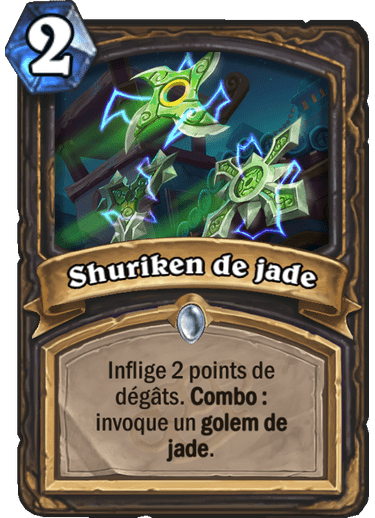 2
Shuriken de jade
Inflige 2 points de
dégâts. Combo :
invoque un golem de
jade.